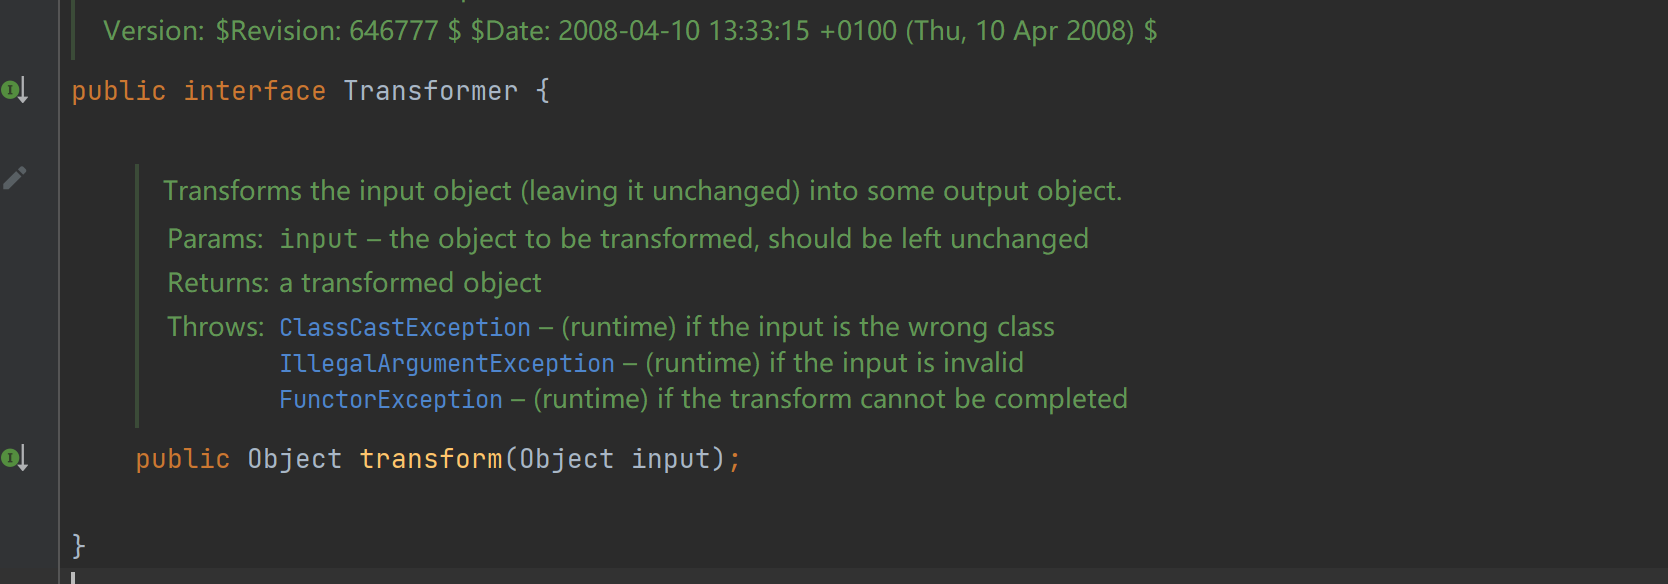 Version: $Revision: 646777 $ $Date: 2008-04-10 13:33:15 +0100 (Thu, 10 Apr 2008) $
public interface Transformer {
Transforms the input object (leaving it unchanged) into some output object.
Params: input – the object to be transformed, should be left unchanged
Returns: a transformed object
Throws: ClassCastException – (runtime) if the input is the wrong class
IllegalArgumentException – (runtime) if the input is invalid
FunctorException – (runtime) if the transform cannot be completed
public Object transform(Object input);
}